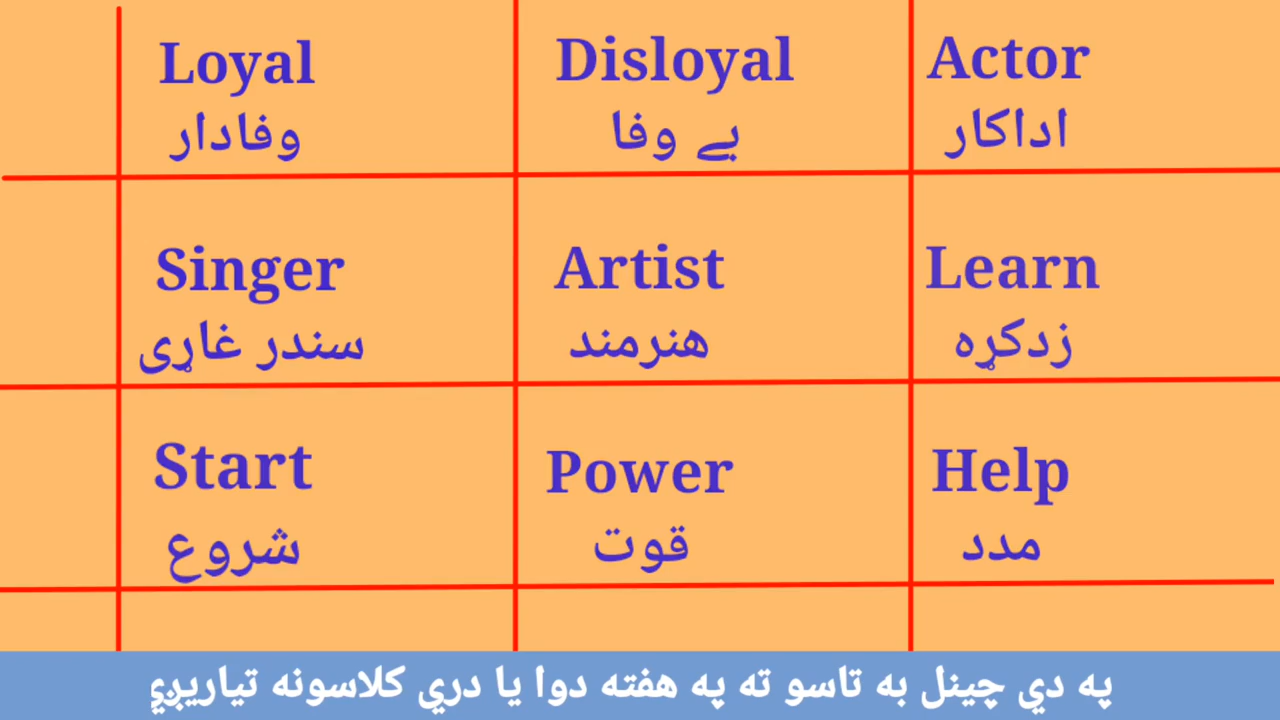 Loyal
وفادار
Disloyal
بے وفا
Actor
اداکار
Singer
سندر غاړی
Artist
هنرمند
Learn
زدکړه
Start
شروع
Power
قوت
Help
مدد
په دي چينل به تاسو ته په هفته دوا يا دري کلاسونه تياريږي